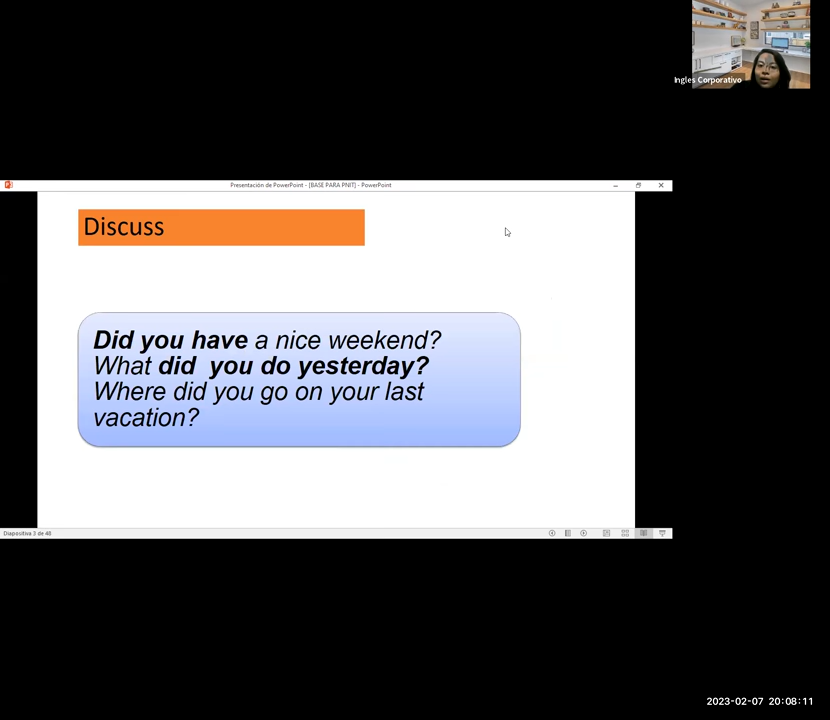 Ingles Corporativo
Presentación de PowerPoint - [BASE PARA PNIT] - PowerPoint
Discuss
Did you have a nice weekend?
What did you do yesterday?
Where did you go on your last
vacation?
Diapositiva 3 de 48
2023-02-07 20:08:11